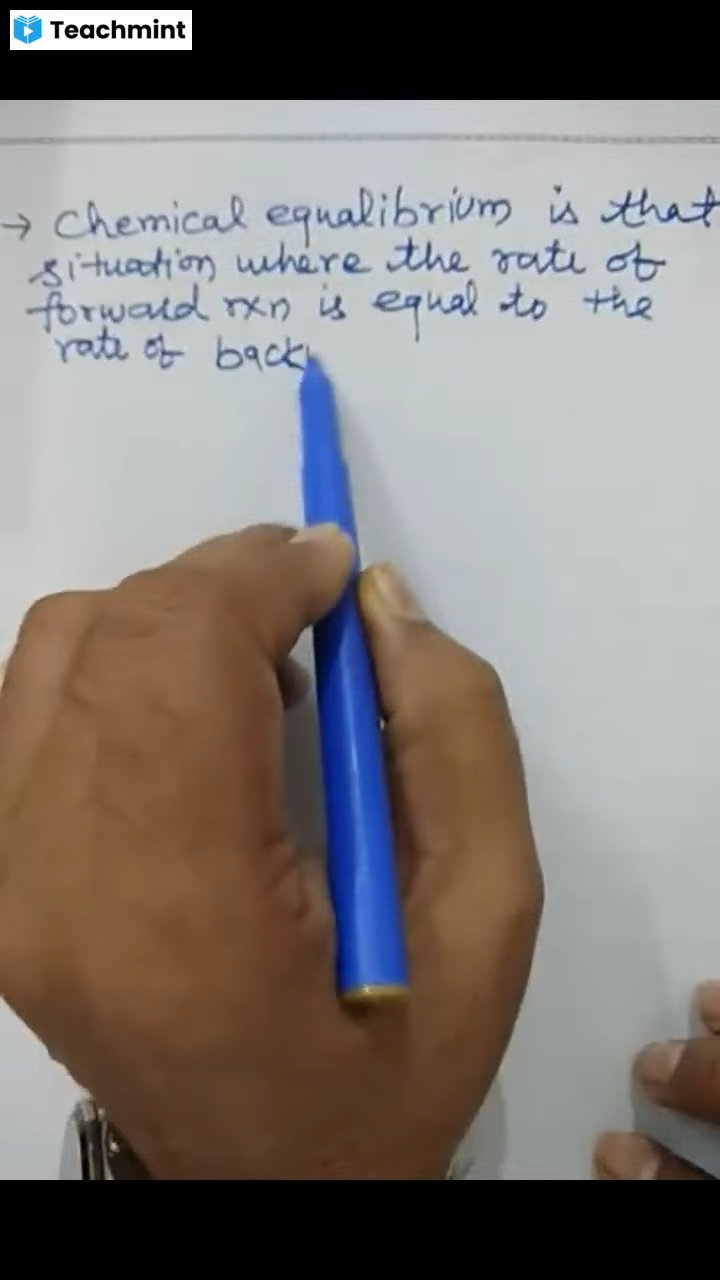 Teachmint
→ Chemical equalibrium is that
situation where the rate of
forward rxn is equal to the
rate of back